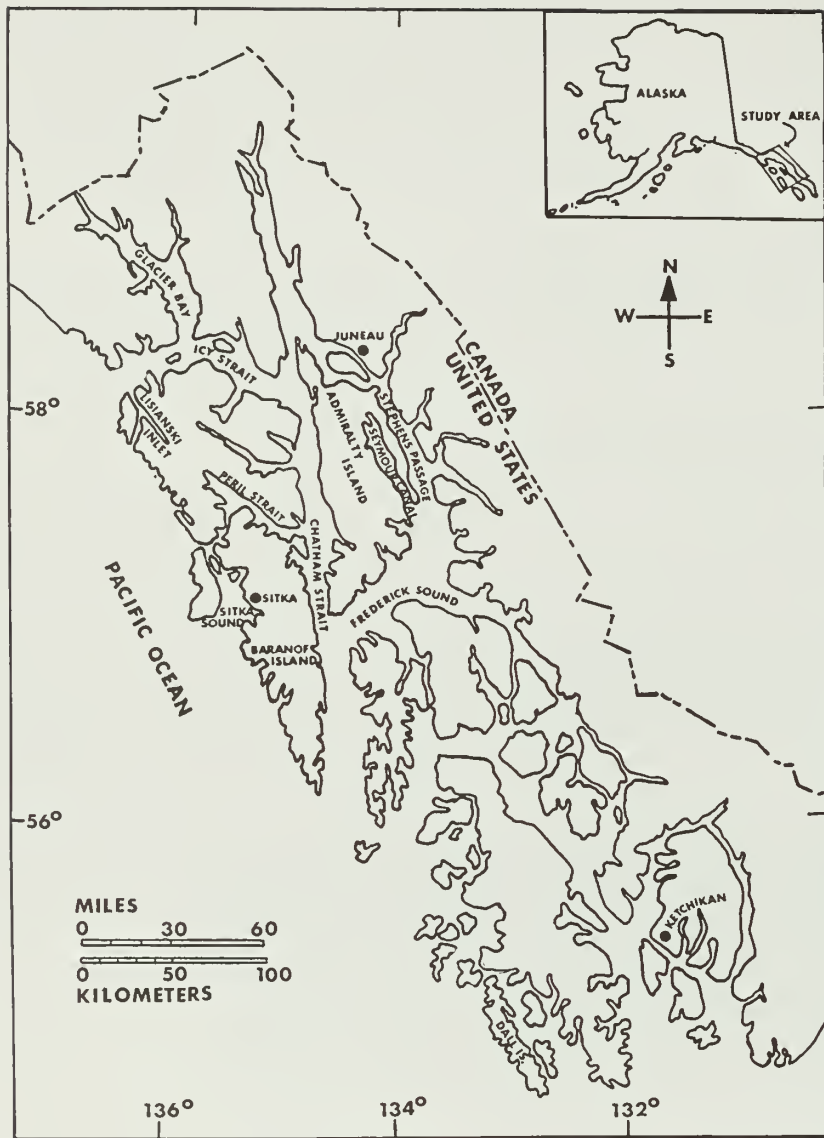 ALASKA
STUDY AREA
N
W E
S
GLACIER BAY
JUNEAU
ICY STRAIT
CANADA
UNITED STATES
58°
LISIANSKI
INLET
ADMIRALTY
ISLAND
STEPHENS PASSAGE
SEYMOUR CANAL
PERIL STRAIT
CHATHAM STRAIT
PACIFIC OCEAN
SITKA
SITKA
SOUND
FREDERICK SOUND
BARANOF
ISLAND
56°
MILES
0 30 60
0 50 100
KILOMETERS
KETCHIKAN
DALL IS.
136° 134° 132°